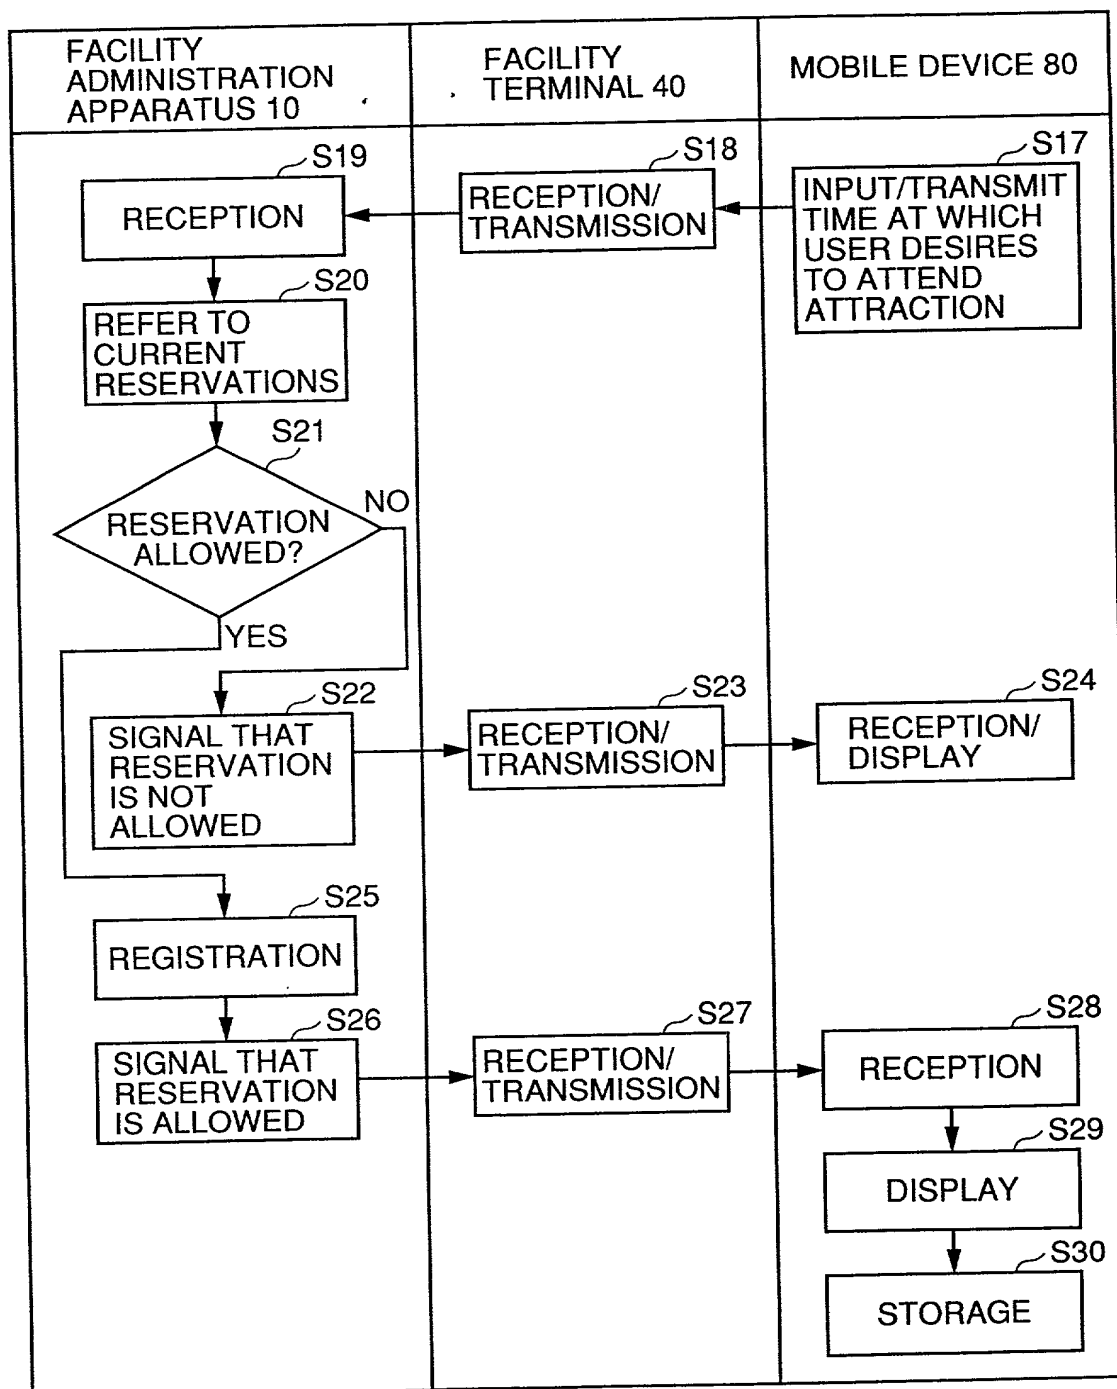 FACILITY
ADMINISTRATION
APPARATUS 10
FACILITY
TERMINAL 40
MOBILE DEVICE 80
S19
RECEPTION
S18
RECEPTION/
TRANSMISSION
S17
INPUT/TRANSMIT
TIME AT WHICH
USER DESIRES
TO ATTEND
ATTRACTION
S20
REFER TO
CURRENT
RESERVATIONS
S21
RESERVATION
ALLOWED?
NO
YES
S22
SIGNAL THAT
RESERVATION
IS NOT
ALLOWED
S23
RECEPTION/
TRANSMISSION
S24
RECEPTION/
DISPLAY
S25
REGISTRATION
S26
SIGNAL THAT
RESERVATION
IS ALLOWED
S27
RECEPTION/
TRANSMISSION
S28
RECEPTION
S29
DISPLAY
S30
STORAGE